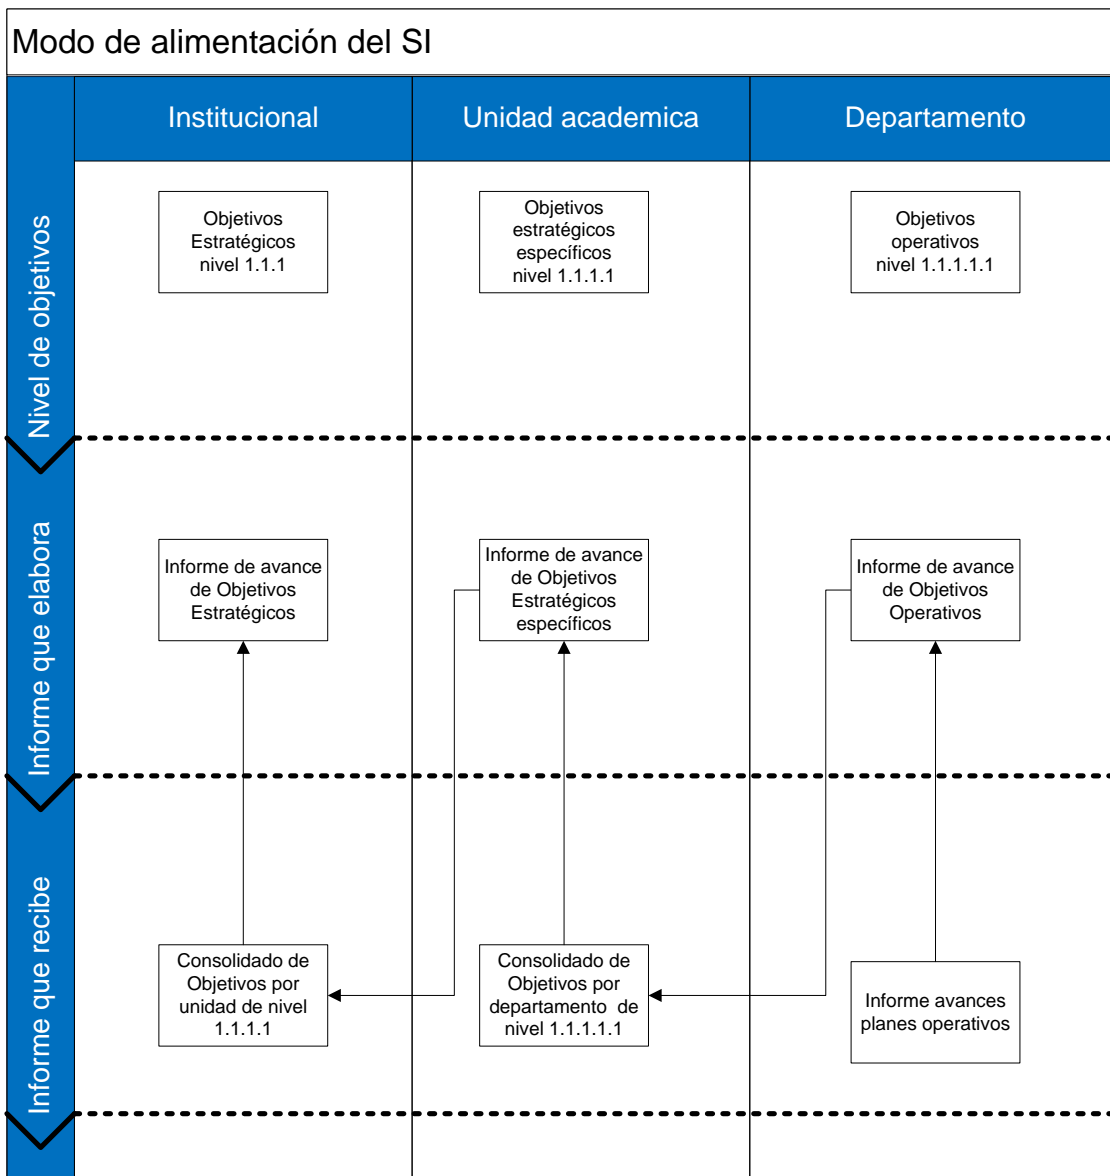 Modo de alimentación del SI
Institucional
Unidad academica
Departamento
Nivel de objetivos
Objetivos
Estratégicos
nivel 1.1.1
Objetivos
estratégicos
específicos
nivel 1.1.1.1
Objetivos
operativos
nivel 1.1.1.1.1
Informe que elabora
Informe de avance
de Objetivos
Estratégicos
Informe de avance
de Objetivos
Estratégicos
específicos
Informe de avance
de Objetivos
Operativos
Informe que recibe
Consolidado de
Objetivos por
unidad de nivel
1.1.1.1
Consolidado de
Objetivos por
departamento de
nivel 1.1.1.1.1
Informe avances
planes operativos